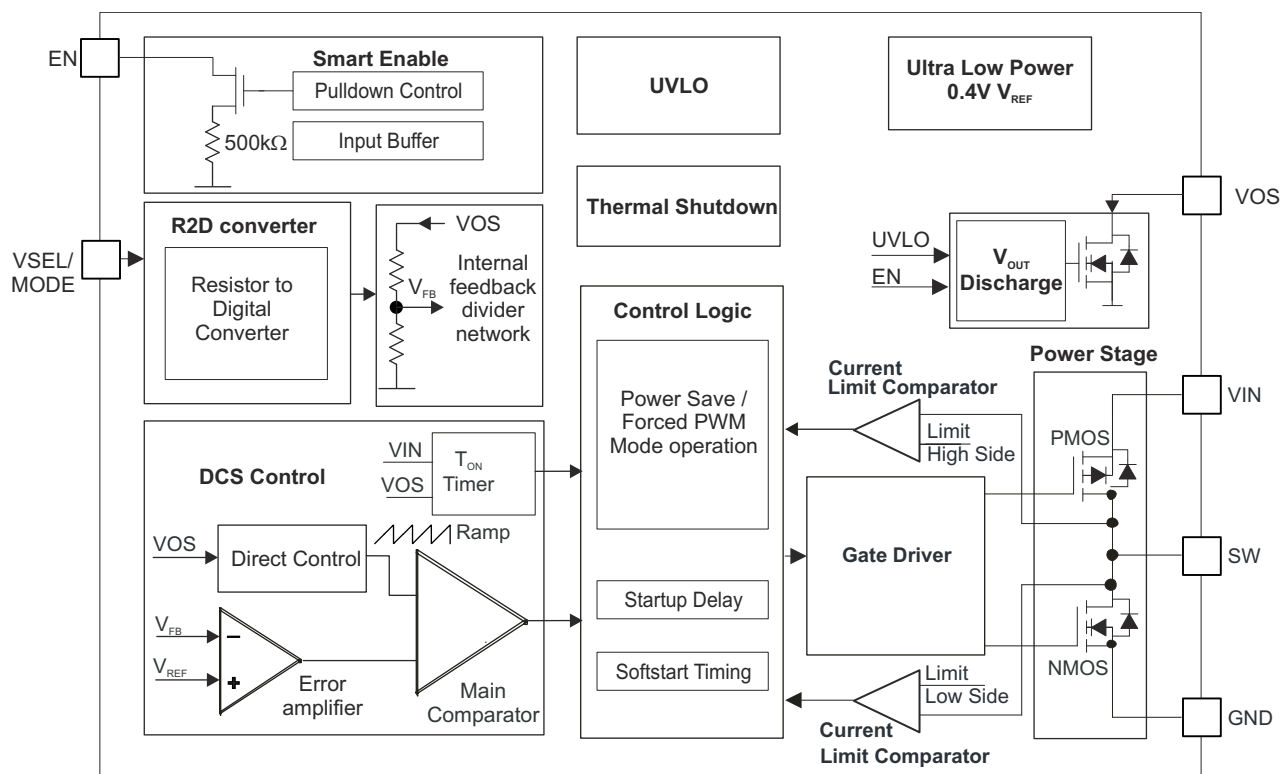 EN
Smart Enable
Pulldown Control
500kΩ
Input Buffer
UVLO
Ultra Low Power
0.4V VREF
Thermal Shutdown
VOS
UVLO
EN
VOUT
Discharge
VSEL/
MODE
R2D converter
Resistor to
Digital
Converter
VOS
VFB
Internal
feedback
divider
network
Control Logic
Power Save /
Forced PWM
Mode operation
Startup Delay
Softstart Timing
Current
Limit Comparator
Limit
High Side
Power Stage
PMOS
VIN
DCS Control
VIN
VOS
TON
Timer
Ramp
VOS
Direct Control
VFB
−
VREF
+
Error
amplifier
Main
Comparator
Gate Driver
SW
NMOS
Limit
Low Side
Current
Limit Comparator
GND